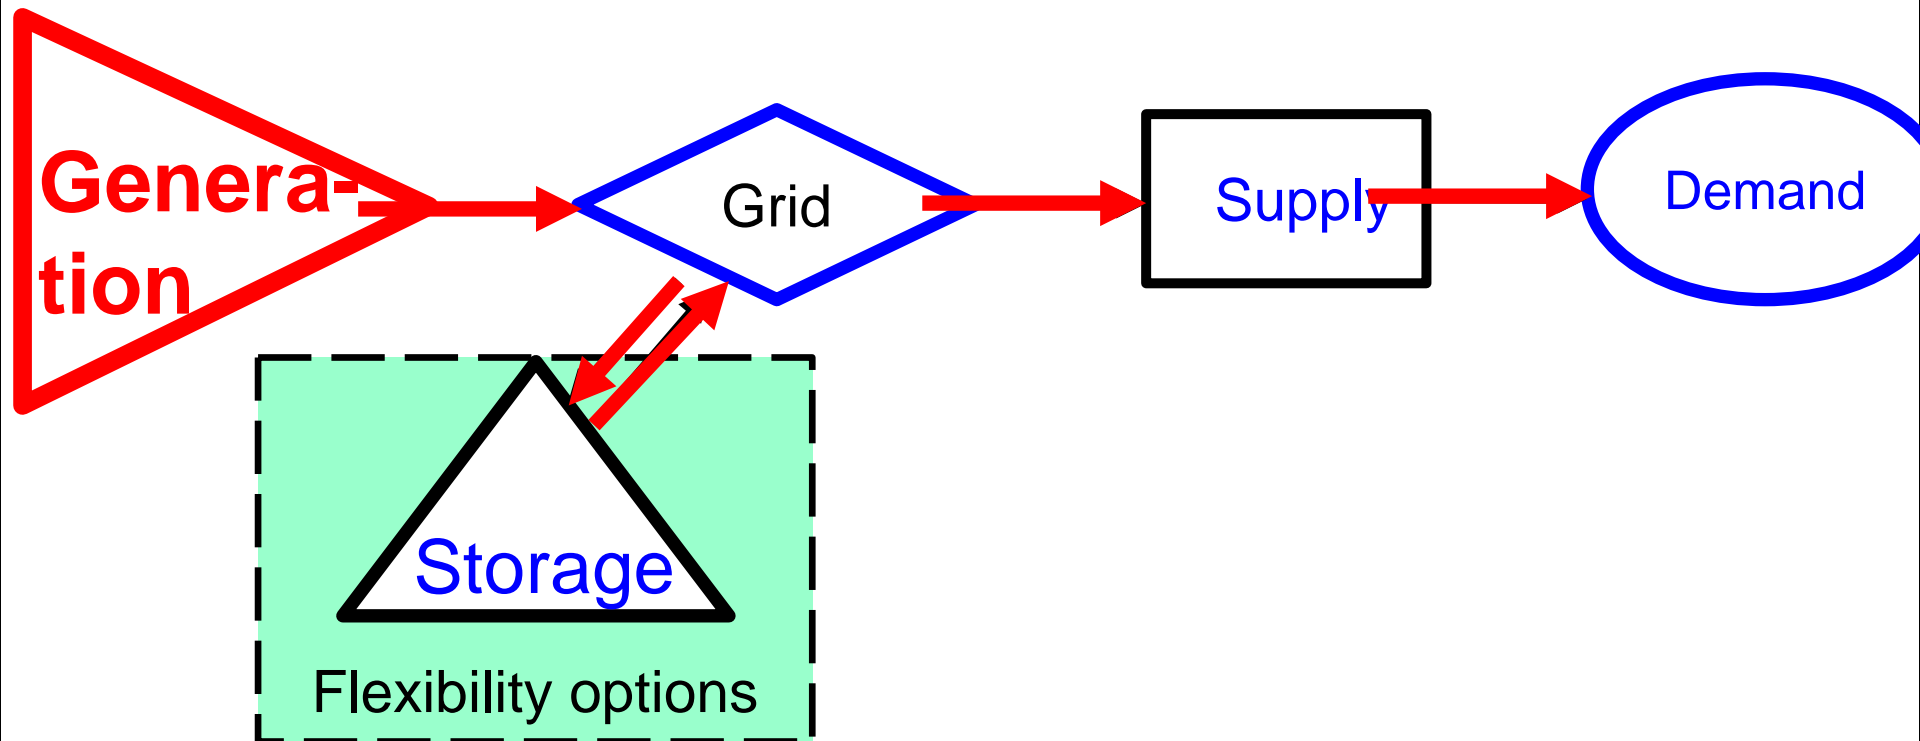 Genera-
tion
Grid
Supply
Demand
Storage
Flexibility options